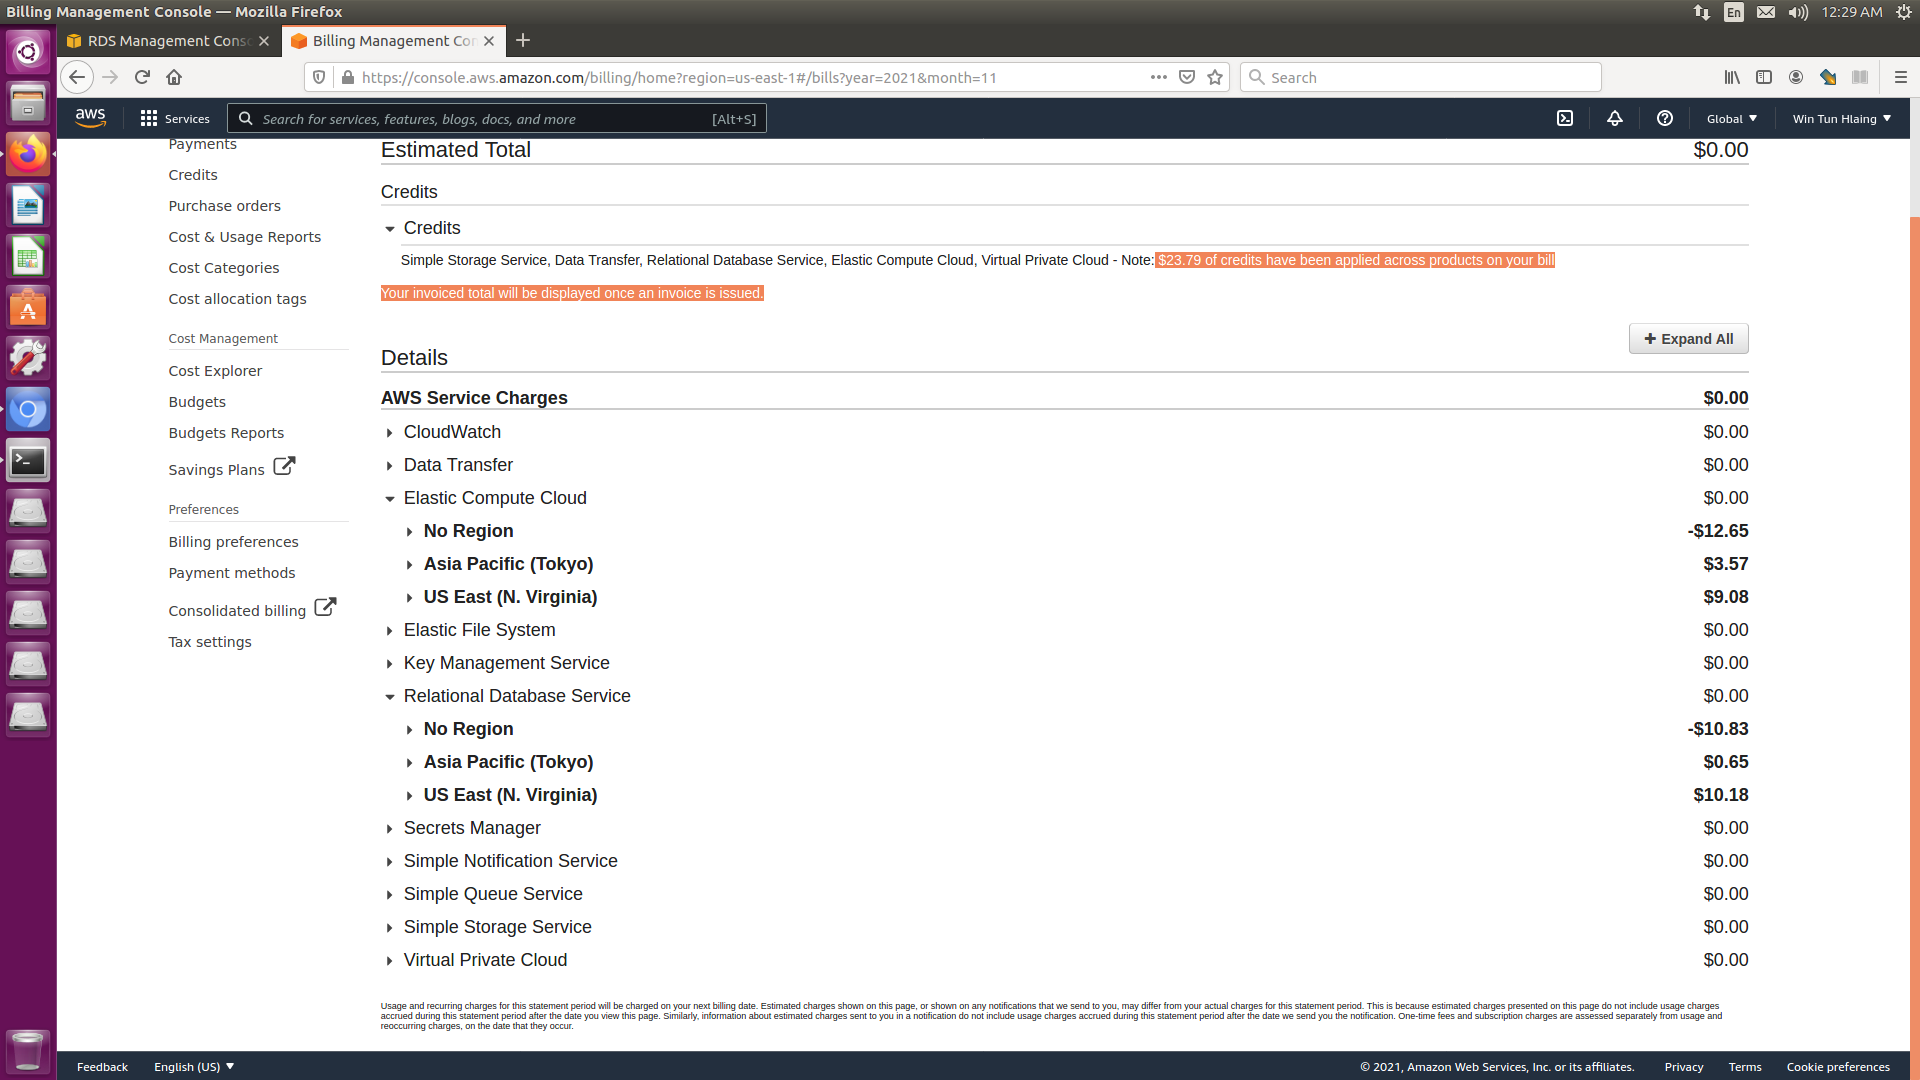 Billing Management Console — Mozilla Firefox
En 12:29 AM
RDS Management Conso
Billing Management Con
https://console.aws.amazon.com/billing/home?region=us-east-1#/bills?year=2021&month=11
Search
aws Services Search for services, features, blogs, docs, and more [Alt+S] Global Win Tun Hlaing
Payments
Credits
Purchase orders
Cost & Usage Reports
Cost Categories
Cost allocation tags
Cost Management
Cost Explorer
Budgets
Budgets Reports
Savings Plans
Preferences
Billing preferences
Payment methods
Consolidated billing
Tax settings
Estimated Total $0.00
Credits
Credits
Simple Storage Service, Data Transfer, Relational Database Service, Elastic Compute Cloud, Virtual Private Cloud - Note: $23.79 of credits have been applied across products on your bill
Your invoiced total will be displayed once an invoice is issued.
+ Expand All
Details
AWS Service Charges $0.00
CloudWatch $0.00
Data Transfer $0.00
Elastic Compute Cloud $0.00
No Region -$12.65
Asia Pacific (Tokyo) $3.57
US East (N. Virginia) $9.08
Elastic File System $0.00
Key Management Service $0.00
Relational Database Service $0.00
No Region -$10.83
Asia Pacific (Tokyo) $0.65
US East (N. Virginia) $10.18
Secrets Manager $0.00
Simple Notification Service $0.00
Simple Queue Service $0.00
Simple Storage Service $0.00
Virtual Private Cloud $0.00
Usage and recurring charges for this statement period will be charged on your next billing date. Estimated charges shown on this page, or shown on any notifications that we send to you, may differ from your actual charges for this statement period. This is because estimated charges presented on this page do not include usage charges
accrued during this statement period after the date you view this page. Similarly, information about estimated charges sent to you in a notification do not include usage charges accrued during this statement period after the date we send you the notification. One-time fees and subscription charges are assessed separately from usage and
reoccurring charges, on the date that they occur.
Feedback English (US) © 2021, Amazon Web Services, Inc. or its affiliates. Privacy Terms Cookie preferences